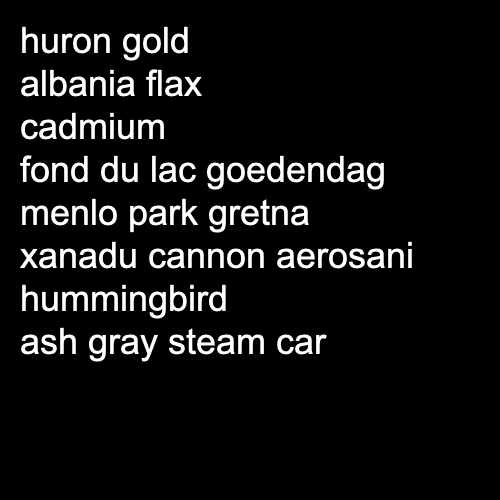 huron gold
albania flax
cadmium
fond du lac goedendag
menlo park gretna
xanadu cannon aerosani
hummingbird
ash gray steam car